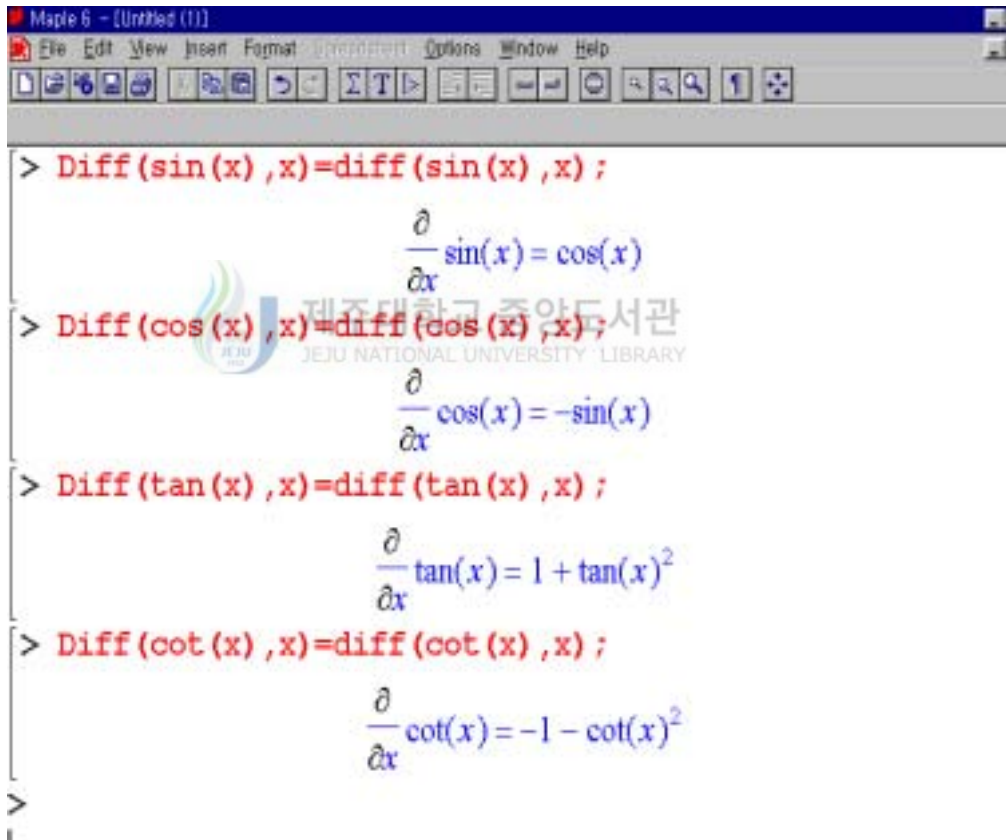 Maple 6 - [Untitled (1)]
File Edit View Insert Format Spreadsheet Options Window Help
> Diff(sin(x),x)=diff(sin(x),x);
∂/∂x sin(x) = cos(x)
> Diff(cos(x),x)=diff(cos(x),x);
제주대학교 중앙도서관
JEJU NATIONAL UNIVERSITY LIBRARY
∂/∂x cos(x) = -sin(x)
> Diff(tan(x),x)=diff(tan(x),x);
∂/∂x tan(x) = 1 + tan(x)²
> Diff(cot(x),x)=diff(cot(x),x);
∂/∂x cot(x) = -1 - cot(x)²
>